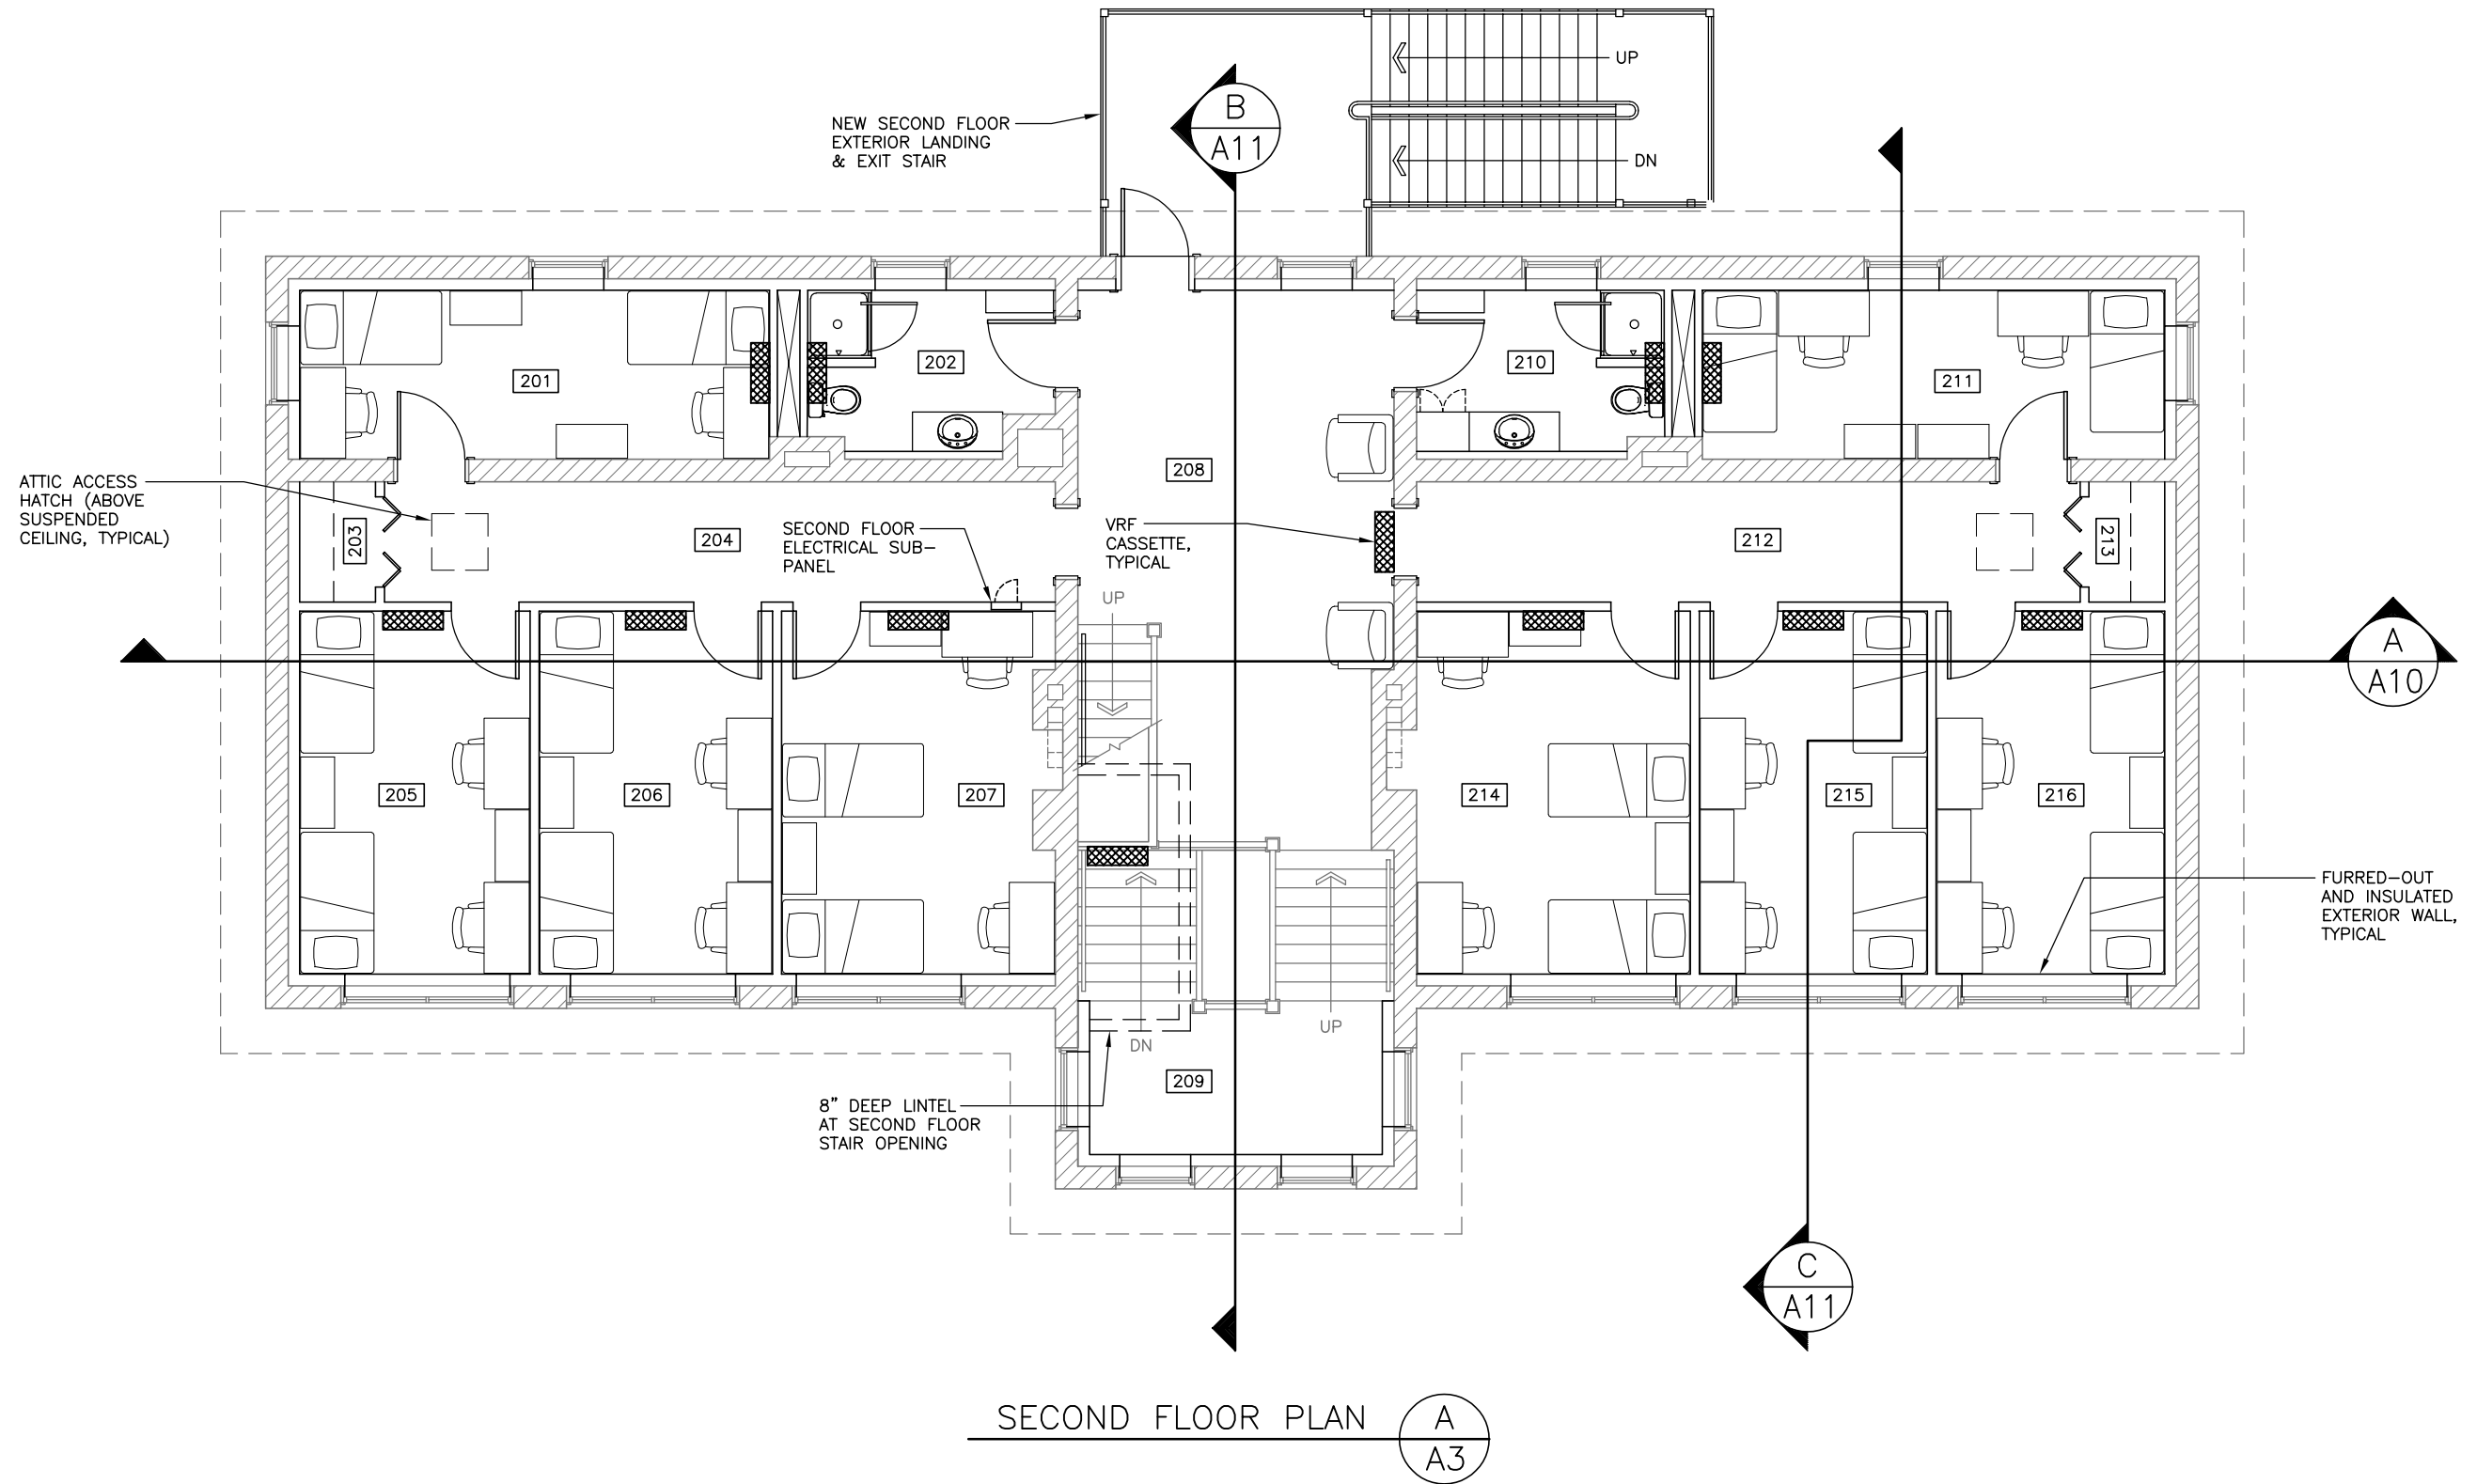 UP
B
A11
NEW SECOND FLOOR
EXTERIOR LANDING
& EXIT STAIR
DN
202
210
201
211
208
ATTIC ACCESS
HATCH (ABOVE
SUSPENDED
CEILING, TYPICAL)
203
204
SECOND FLOOR
ELECTRICAL SUB-
PANEL
VRF
CASSETTE,
TYPICAL
212
213
UP
A
A10
205
206
207
214
215
216
FURRED-OUT
AND INSULATED
EXTERIOR WALL,
TYPICAL
DN
UP
209
8" DEEP LINTEL
AT SECOND FLOOR
STAIR OPENING
C
A11
SECOND FLOOR PLAN
A
A3